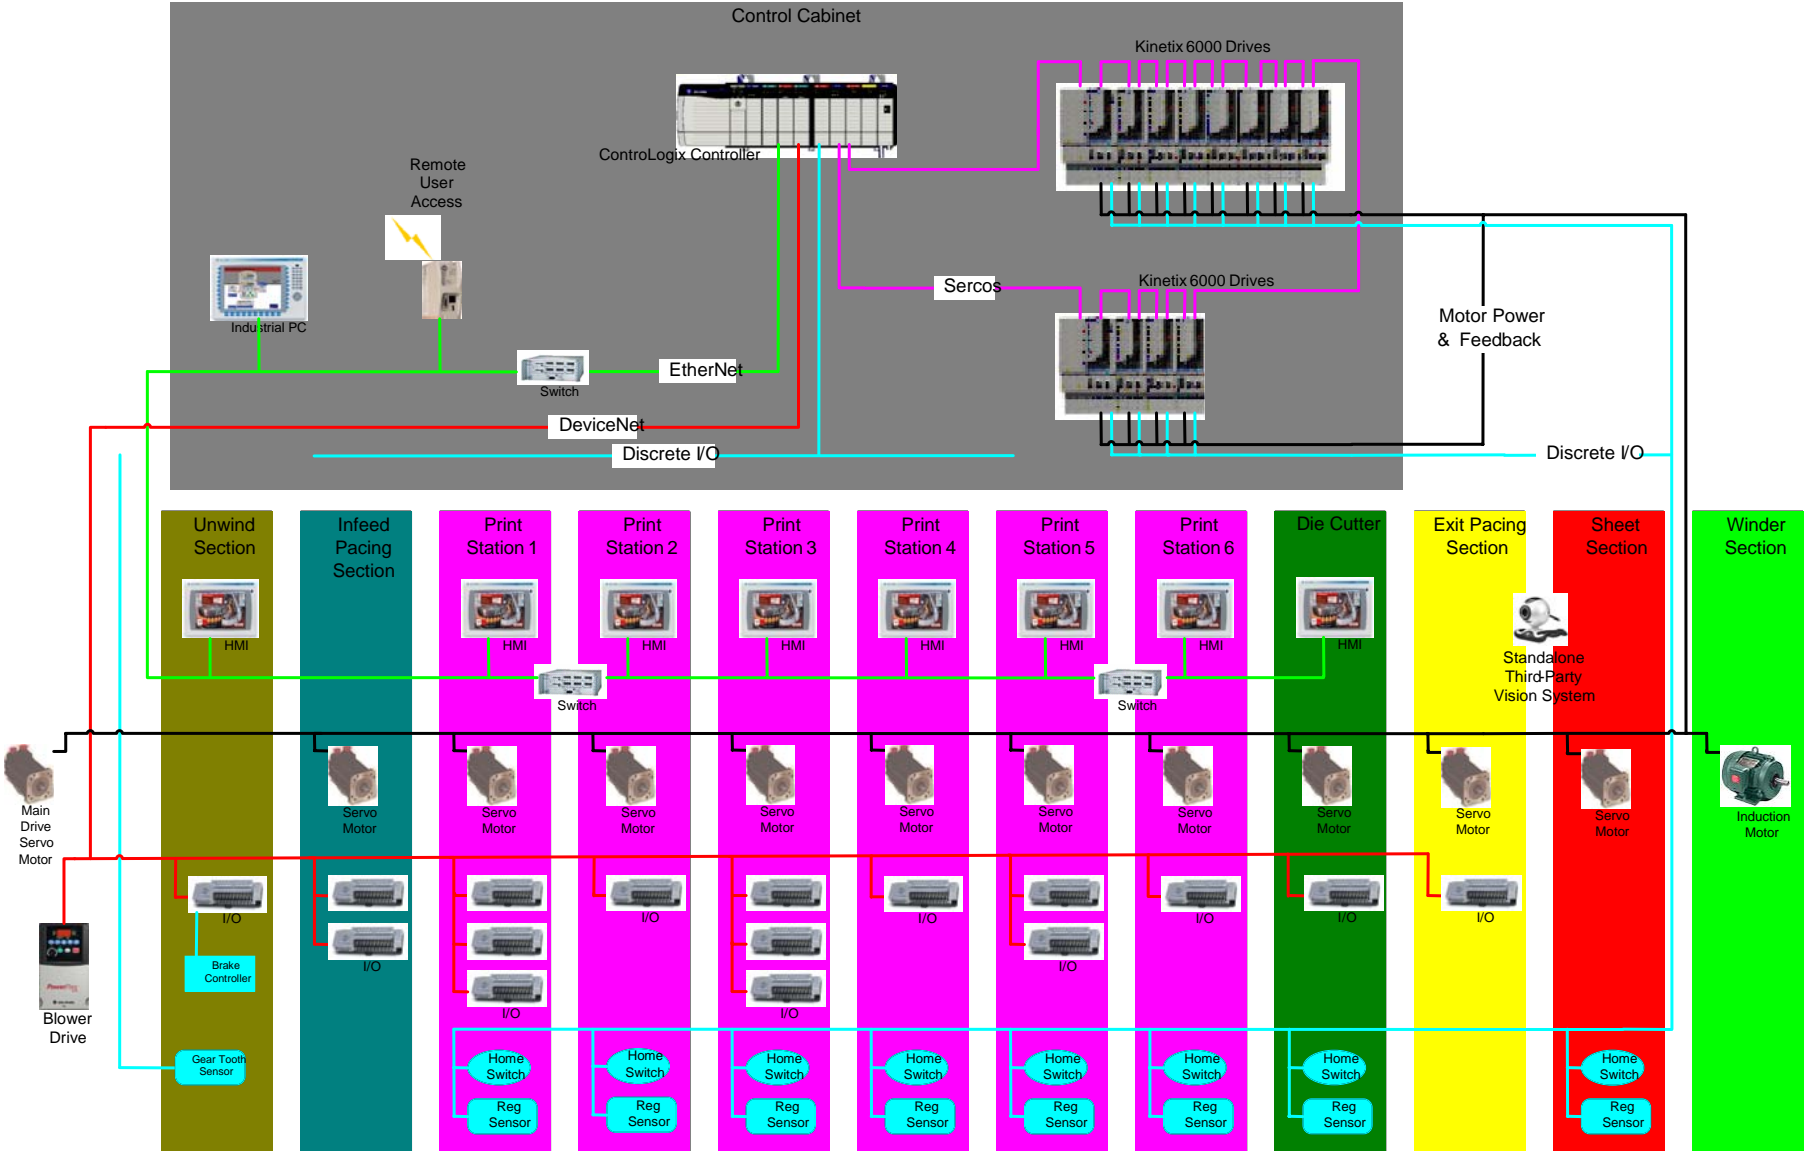 Control Cabinet
Kinetix 6000 Drives
ControLogix Controller
Remote
User
Access
Industrial PC
Sercos
Kinetix 6000 Drives
Motor Power
& Feedback
EtherNet
Switch
DeviceNet
Discrete I/O
Discrete I/O
Unwind
Section
Infeed
Pacing
Section
Print
Station 1
Print
Station 2
Print
Station 3
Print
Station 4
Print
Station 5
Print
Station 6
Die Cutter
Exit Pacing
Section
Sheet
Section
Winder
Section
HMI
HMI
HMI
HMI
HMI
HMI
HMI
HMI
Standalone
Third-Party
Vision System
Switch
Switch
Main
Drive
Servo
Motor
Servo
Motor
Servo
Motor
Servo
Motor
Servo
Motor
Servo
Motor
Servo
Motor
Servo
Motor
Servo
Motor
Servo
Motor
Servo
Motor
Induction
Motor
I/O
I/O
I/O
I/O
I/O
I/O
I/O
I/O
I/O
I/O
Brake
Controller
PowerFlex
Blower
Drive
Gear Tooth
Sensor
Home
Switch
Home
Switch
Home
Switch
Home
Switch
Home
Switch
Home
Switch
Home
Switch
Home
Switch
Reg
Sensor
Reg
Sensor
Reg
Sensor
Reg
Sensor
Reg
Sensor
Reg
Sensor
Reg
Sensor
Reg
Sensor